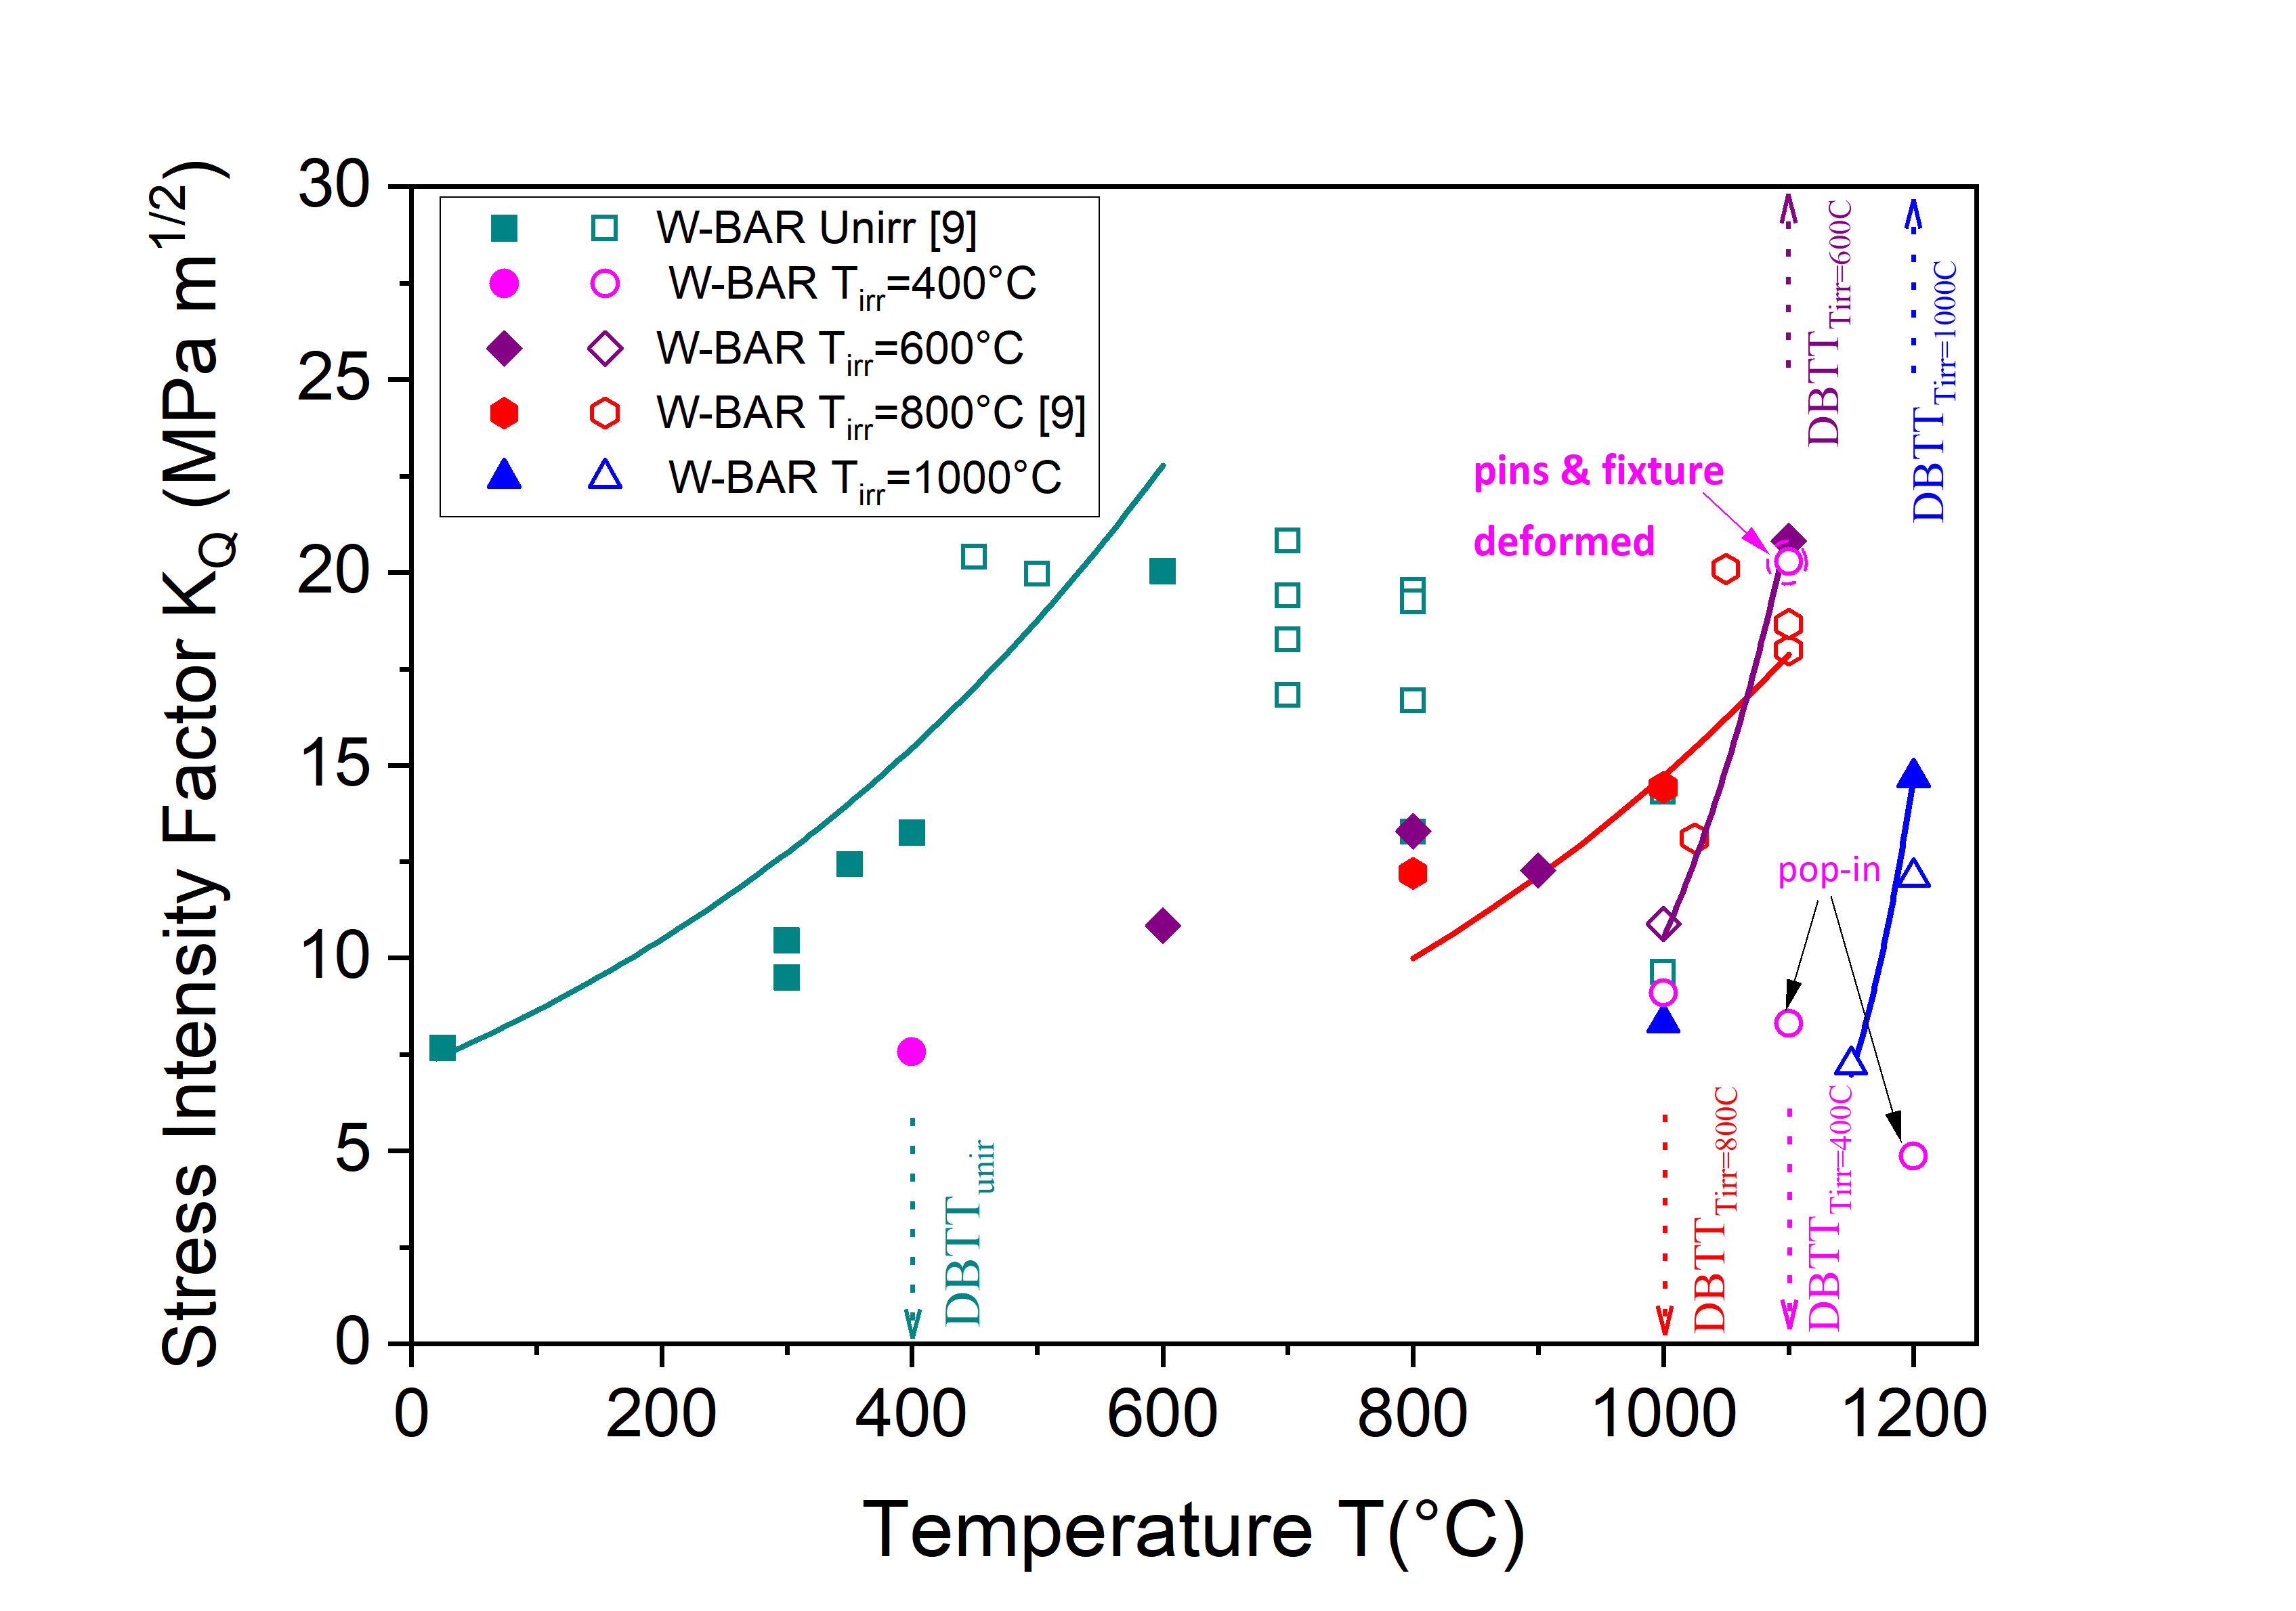 Stress Intensity Factor K_Q (MPa m^1/2)
30
25
20
15
10
5
0
W-BAR Unirr [9]
W-BAR T_irr=400°C
W-BAR T_irr=600°C
W-BAR T_irr=800°C [9]
W-BAR T_irr=1000°C
pins & fixture
deformed
pop-in
DBTT_Tirr=600C
DBTT_Tirr=1000C
DBTT_unir
DBTT_Tirr=800C
DBTT_Tirr=400C
0 200 400 600 800 1000 1200
Temperature T(°C)